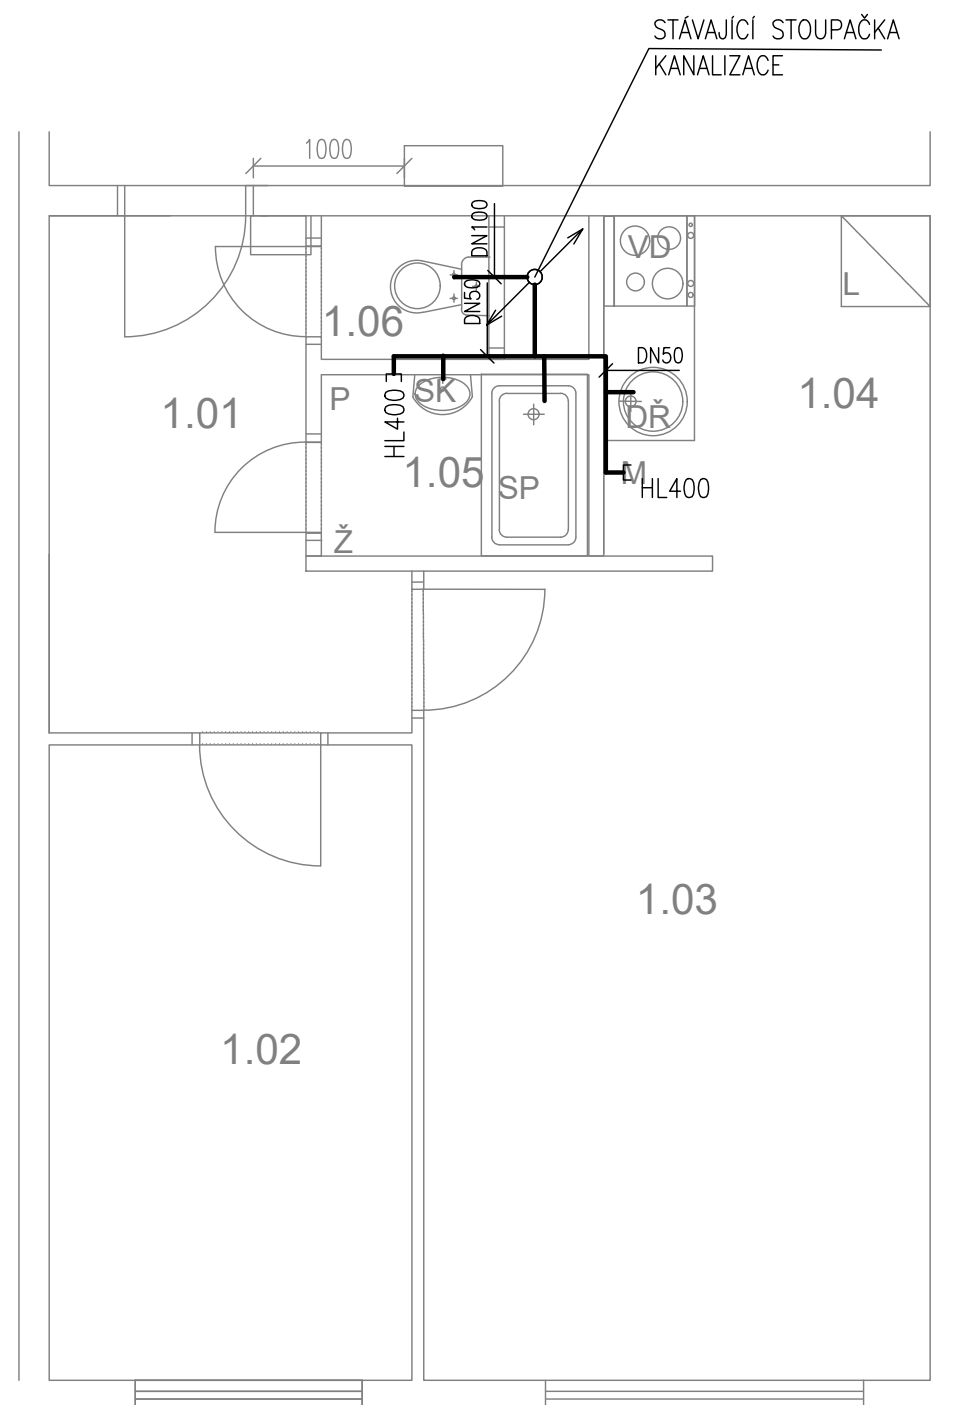 STÁVAJÍCÍ STOUPAČKA
KANALIZACE
1000
DN100
VD
L
DN50
1.06
DN50
P
SK
1.01
HL400
DŘ
1.04
1.05
SP
M
HL400
Ž
1.03
1.02